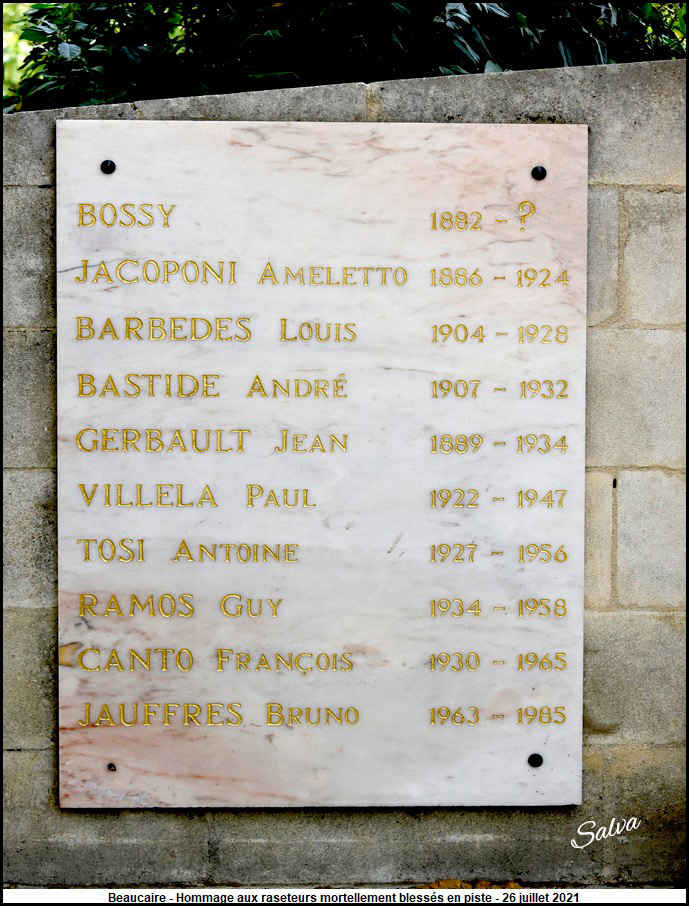 BOSSY 1882 - ?
JACOPONI AMELETTO 1886 - 1924
BARBEDES LOUIS 1904 - 1928
BASTIDE ANDRÉ 1907 - 1932
GERBAULT JEAN 1889 - 1934
VILLELA PAUL 1922 - 1947
TOSI ANTOINE 1927 - 1956
RAMOS GUY 1934 - 1958
CANTO FRANÇOIS 1930 - 1965
JAUFFRES BRUNO 1963 - 1985
Salva
Beaucaire - Hommage aux raseteurs mortellement blessés en piste - 26 juillet 2021